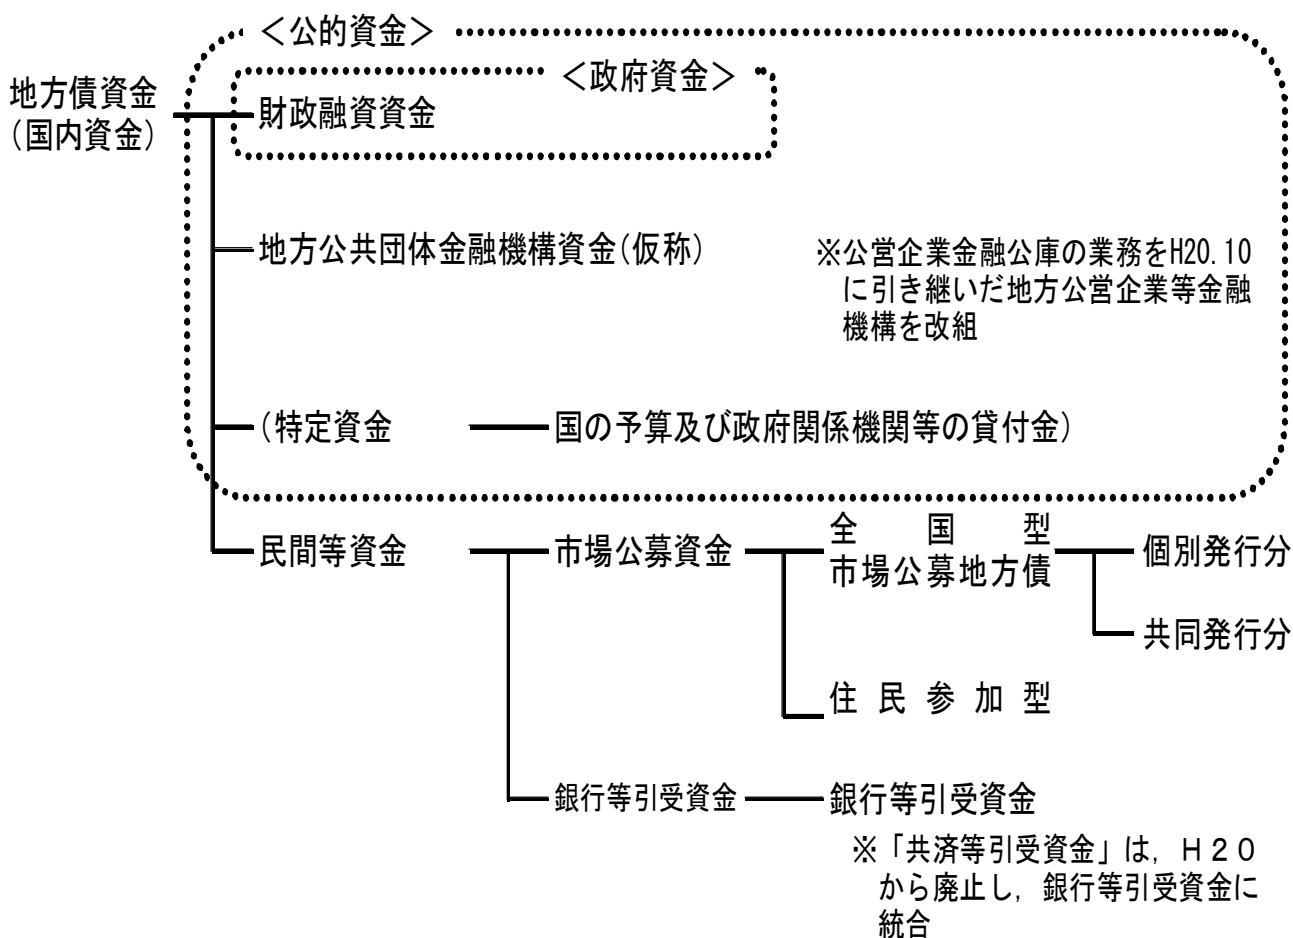 ＜公的資金＞
＜政府資金＞
地方債資金
(国内資金)
財政融資資金
地方公共団体金融機構資金(仮称)
※公営企業金融公庫の業務をH20.10
に引き継いだ地方公営企業等金融
機構を改組
(特定資金
国の予算及び政府関係機関等の貸付金)
民間等資金
市場公募資金
全国型
市場公募地方債
個別発行分
共同発行分
住民参加型
銀行等引受資金
銀行等引受資金
※「共済等引受資金」は，Ｈ２０
から廃止し，銀行等引受資金に
統合